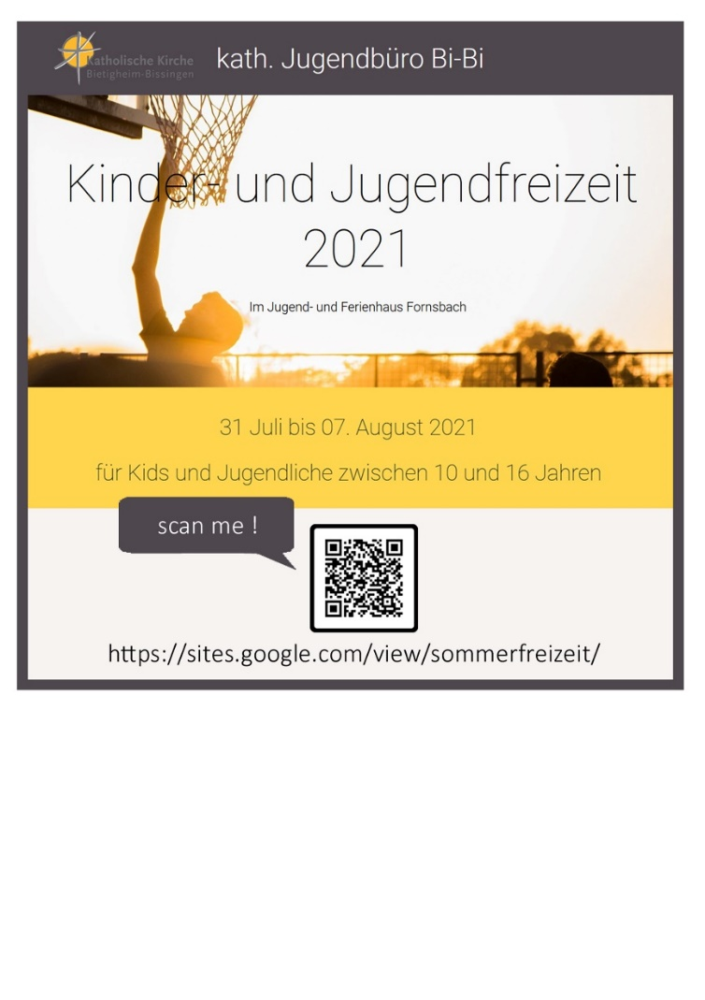 Katholische Kirche
Bietigheim-Bissingen
kath. Jugendbüro Bi-Bi
Kinder- und Jugendfreizeit
2021
Im Jugend- und Ferienhaus Fornsbach
31 Juli bis 07. August 2021
für Kids und Jugendliche zwischen 10 und 16 Jahren
scan me !
https://sites.google.com/view/sommerfreizeit/